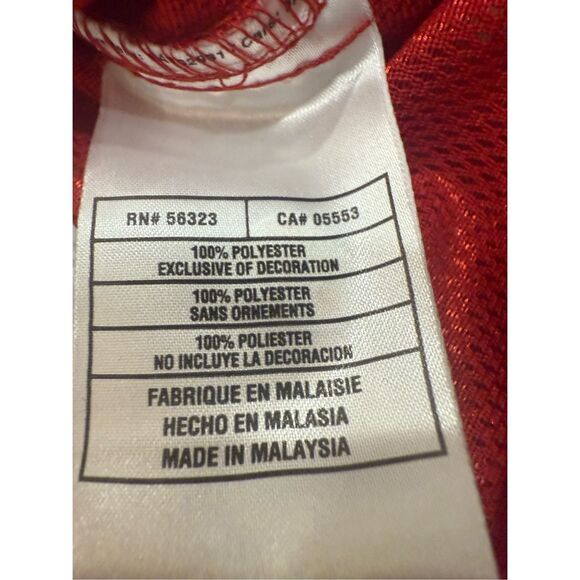 RN# 56323 CA# 05553
100% POLYESTER
EXCLUSIVE OF DECORATION
100% POLYESTER
SANS ORNEMENTS
100% POLIESTER
NO INCLUYE LA DECORACION
FABRIQUE EN MALAISIE
HECHO EN MALASIA
MADE IN MALAYSIA